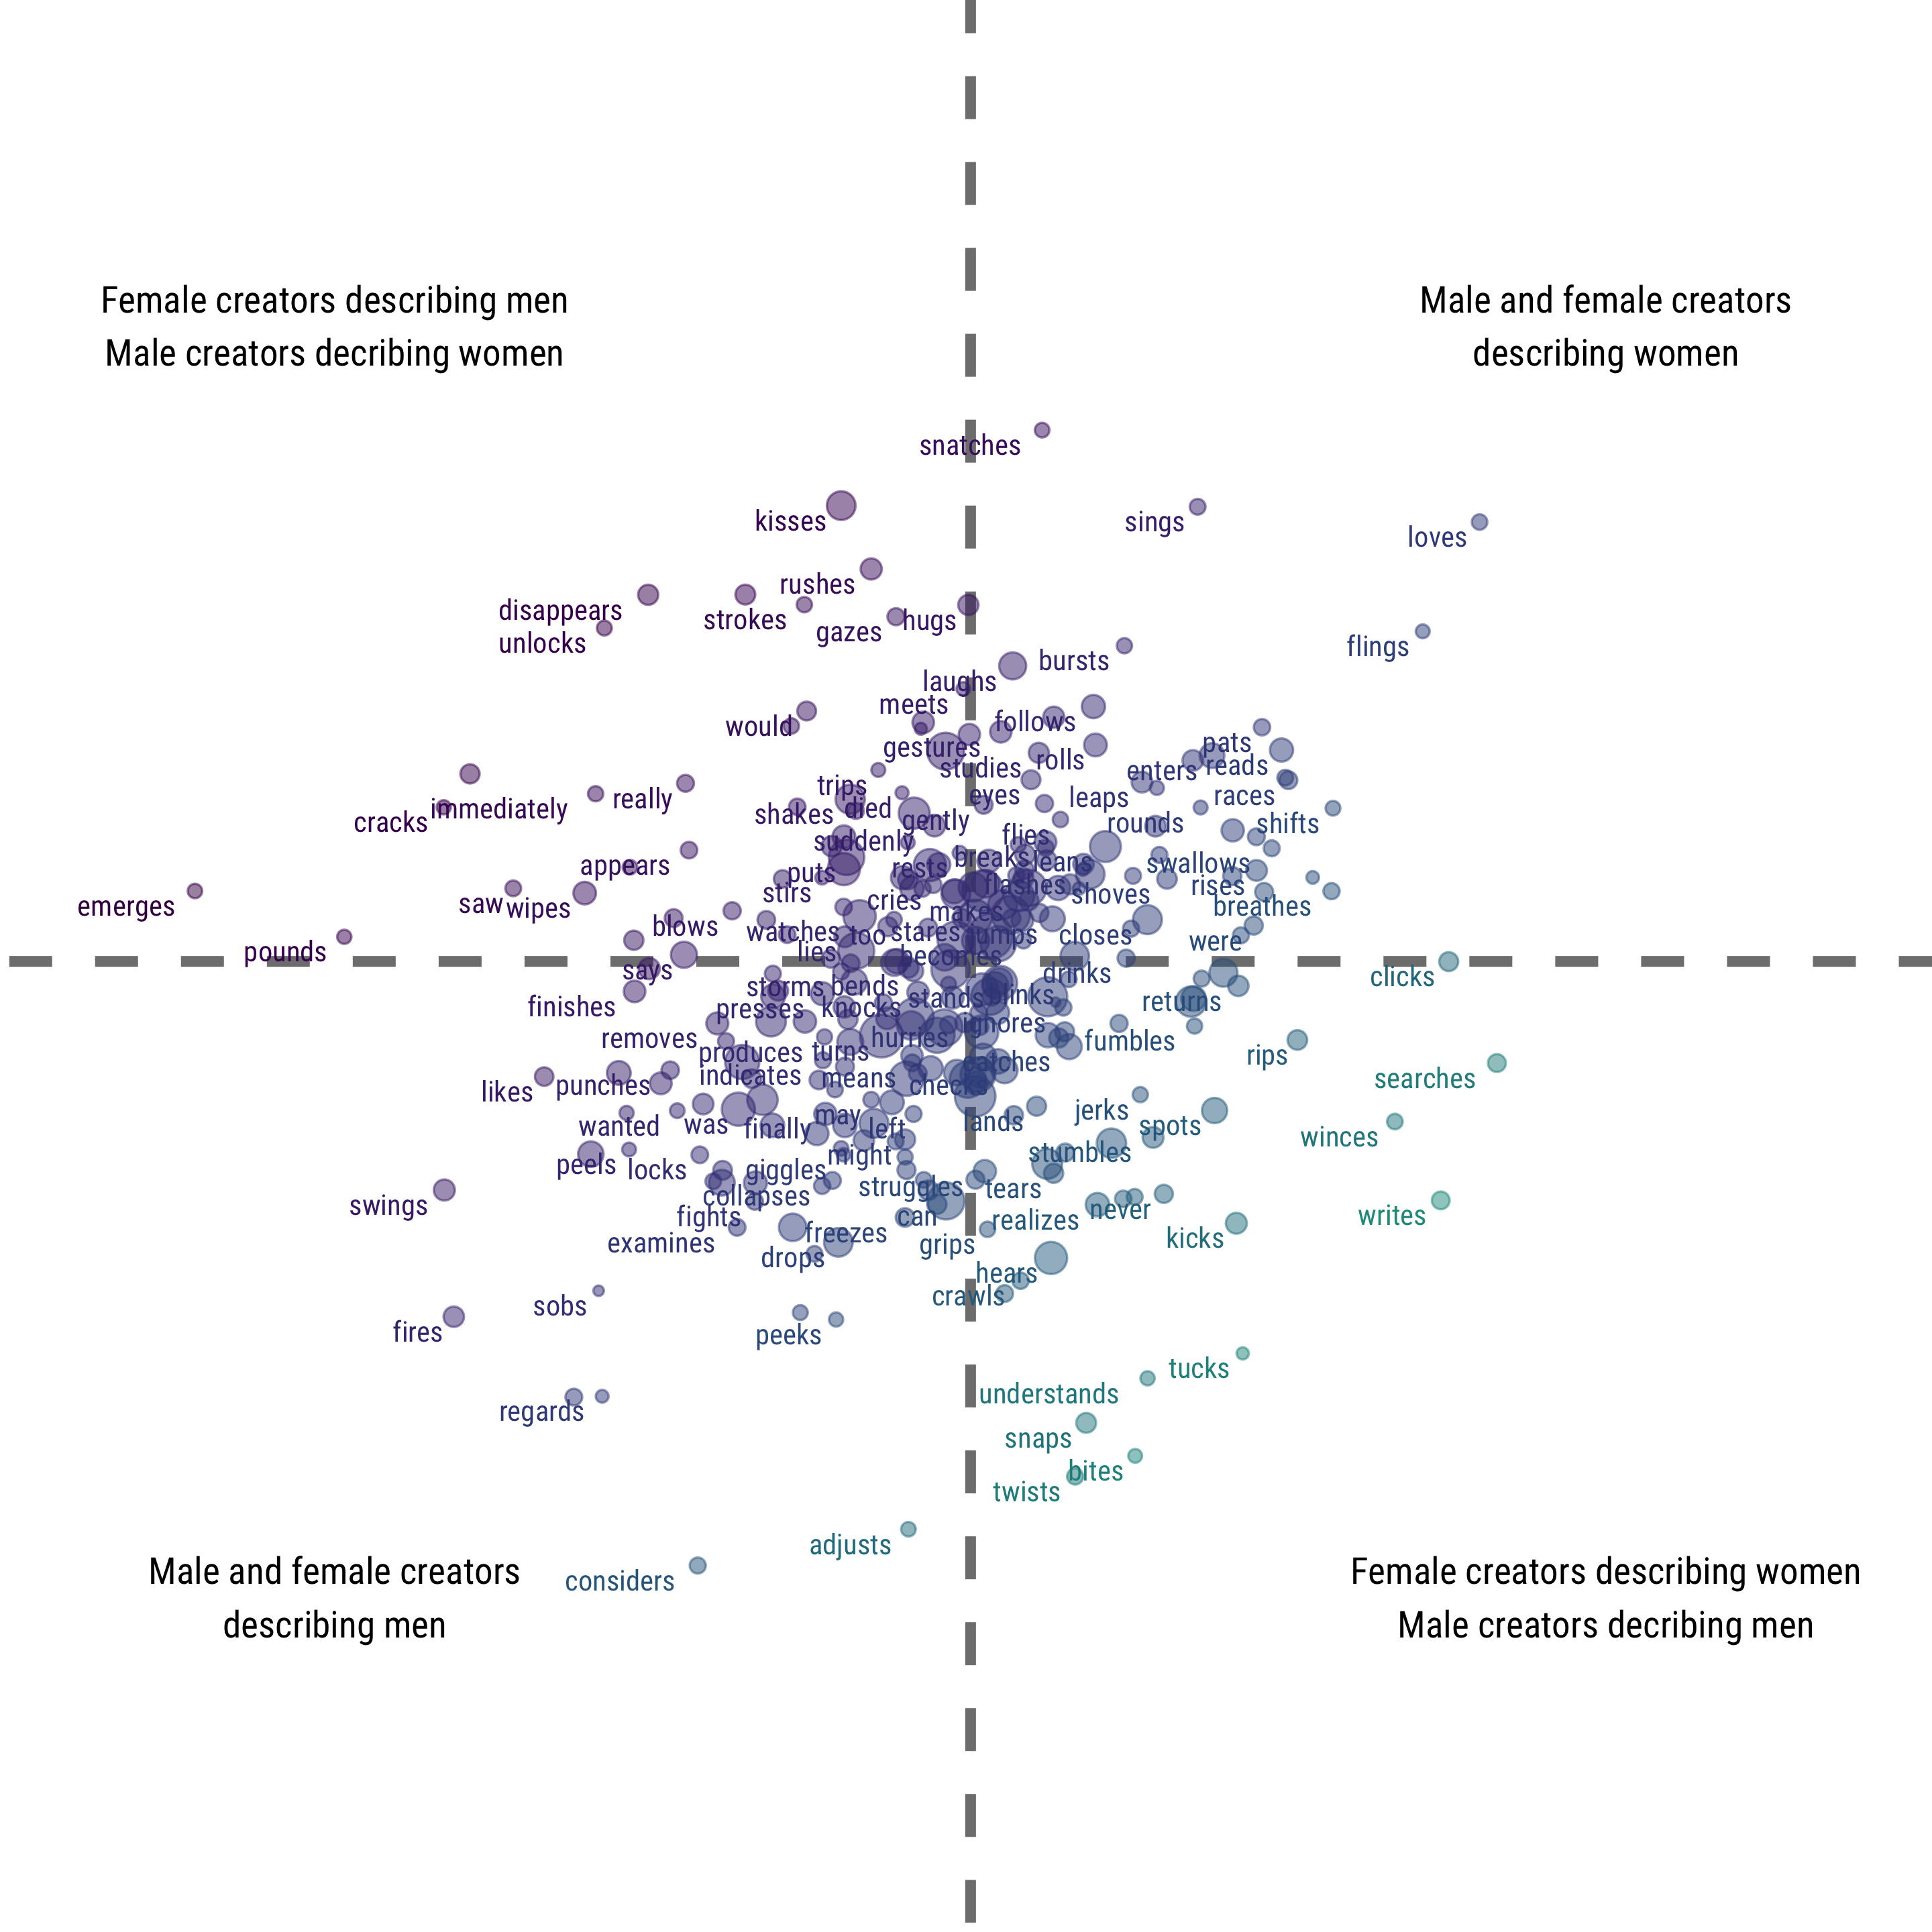 Female creators describing men
Male creators decribing women
Male and female creators
describing women
snatches
kisses
sings
loves
rushes
disappears
strokes
gazes
hugs
unlocks
flings
bursts
laughs
meets
would
follows
gestures
pats
rolls
studies
enters
reads
trips
eyes
leaps
races
really
immediately
shakes
died
cracks
gently
rounds
shifts
flies
suddenly
breaks
leans
appears
rests
swallows
puts
stirs
flashes
shoves
rises
cries
emerges
saw
wipes
breathes
makes
blows
watches
too
stares
jumps
closes
were
pounds
lies
becomes
says
drinks
clicks
storms
bends
stands
blinks
returns
finishes
presses
knocks
ignores
removes
hurries
fumbles
produces
turns
rips
catches
indicates
means
checks
searches
likes
punches
may
jerks
wanted
was
finally
left
lands
spots
winces
might
stumbles
peels
locks
giggles
struggles
tears
collapses
swings
fights
can
realizes
never
writes
examines
freezes
grips
kicks
drops
hears
crawls
sobs
fires
peeks
tucks
understands
regards
snaps
bites
twists
adjusts
considers
Male and female creators
describing men
Female creators describing women
Male creators decribing men